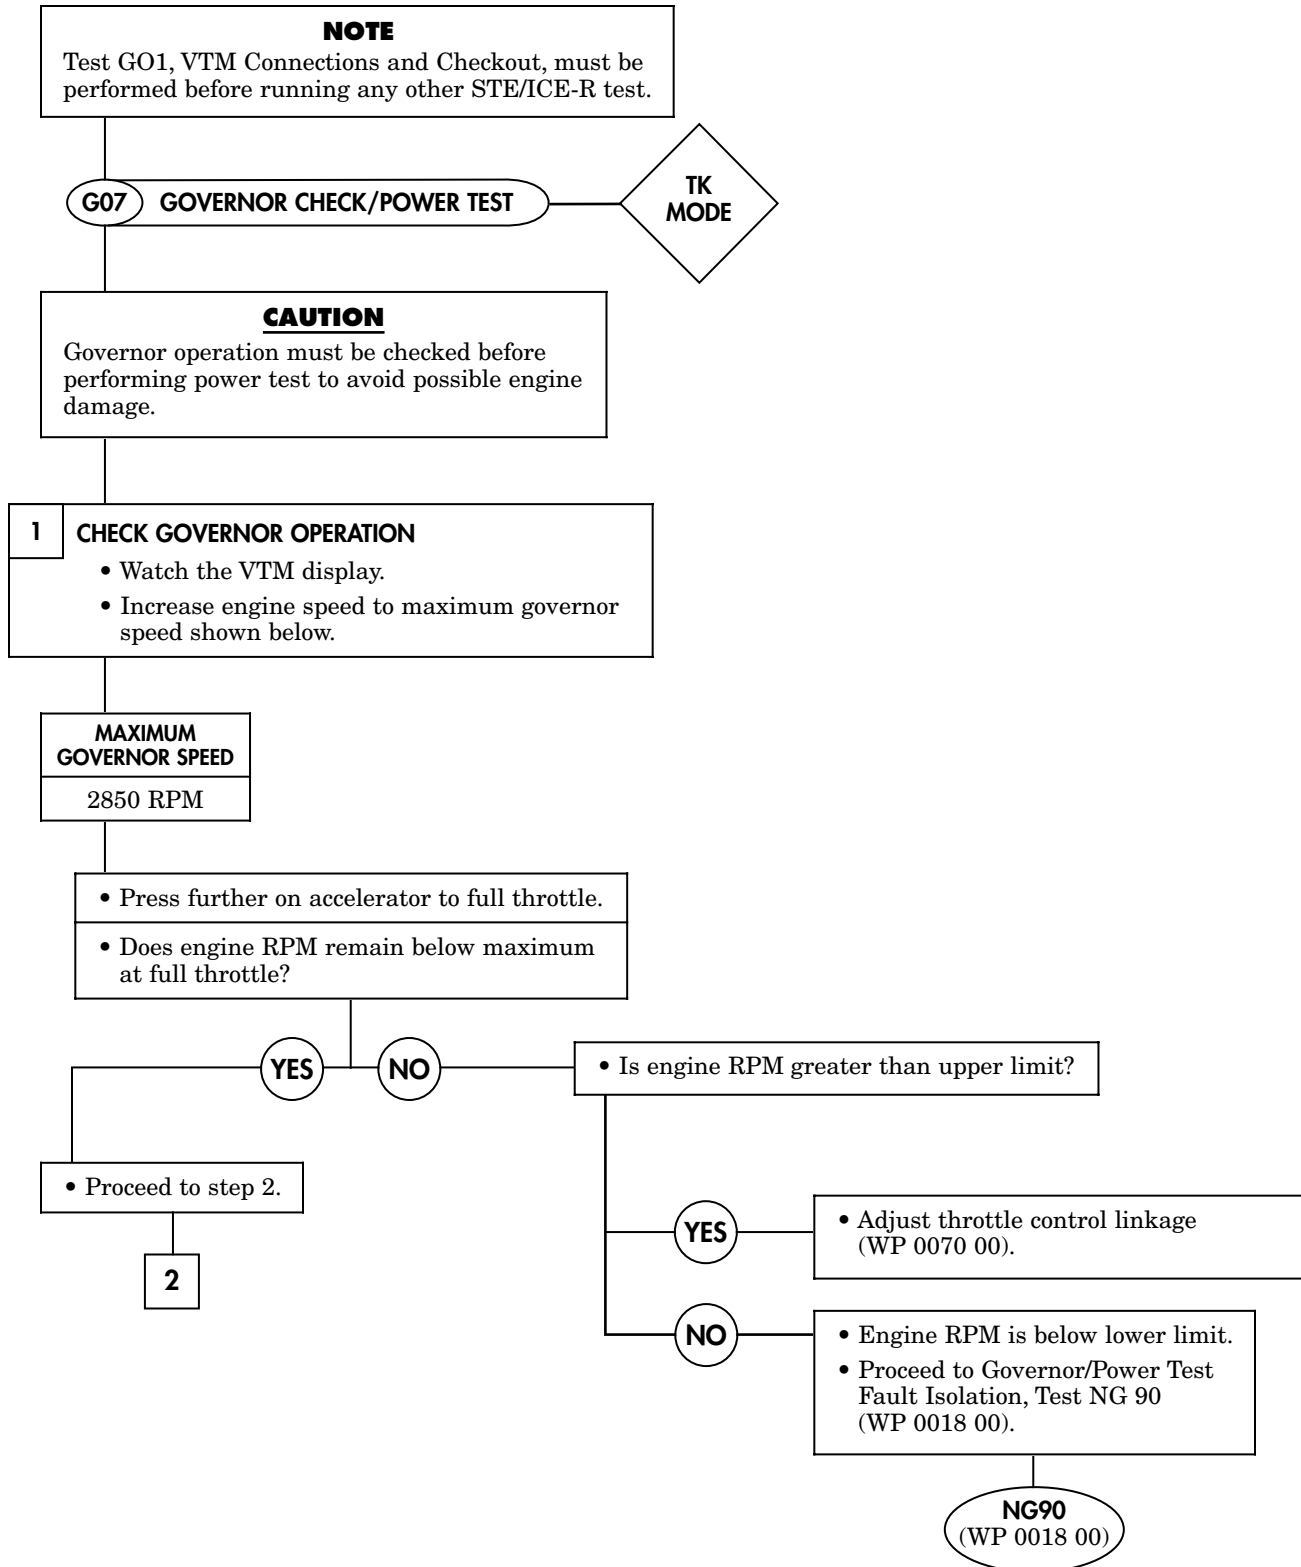 NOTE
Test GO1, VTM Connections and Checkout, must be
performed before running any other STE/ICE-R test.
G07 GOVERNOR CHECK/POWER TEST
TK
MODE
CAUTION
Governor operation must be checked before
performing power test to avoid possible engine
damage.
1 CHECK GOVERNOR OPERATION
• Watch the VTM display.
• Increase engine speed to maximum governor
speed shown below.
MAXIMUM
GOVERNOR SPEED
2850 RPM
• Press further on accelerator to full throttle.
• Does engine RPM remain below maximum
at full throttle?
YES NO
• Is engine RPM greater than upper limit?
• Proceed to step 2.
2
YES
• Adjust throttle control linkage
(WP 0070 00).
NO
• Engine RPM is below lower limit.
• Proceed to Governor/Power Test
Fault Isolation, Test NG 90
(WP 0018 00).
NG90
(WP 0018 00)